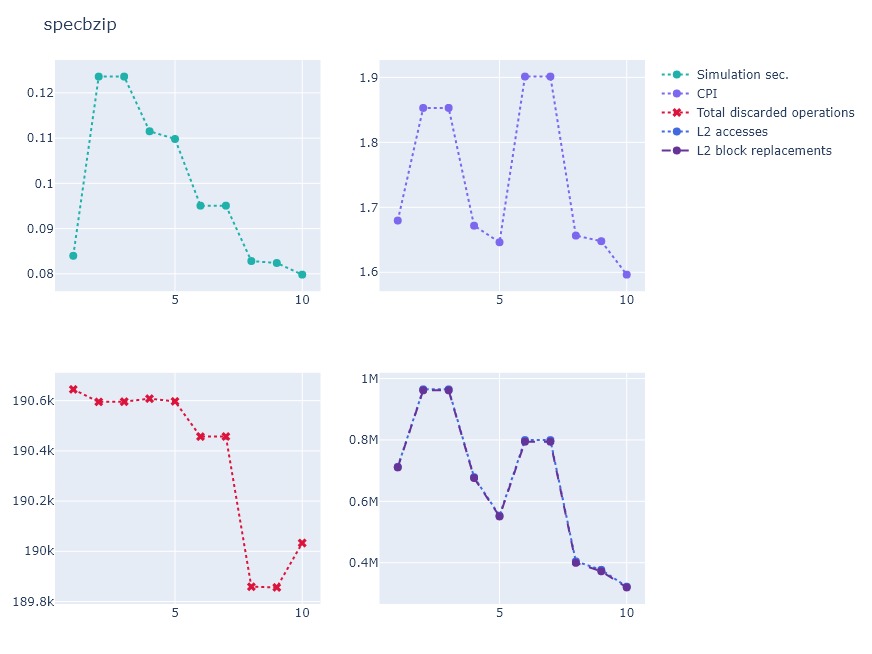 specbzip
0.12
0.11
0.1
0.09
0.08
5
10
1.9
1.8
1.7
1.6
5
10
Simulation sec.
CPI
Total discarded operations
L2 accesses
L2 block replacements
190.6k
190.4k
190.2k
190k
189.8k
5
10
1M
0.8M
0.6M
0.4M
5
10